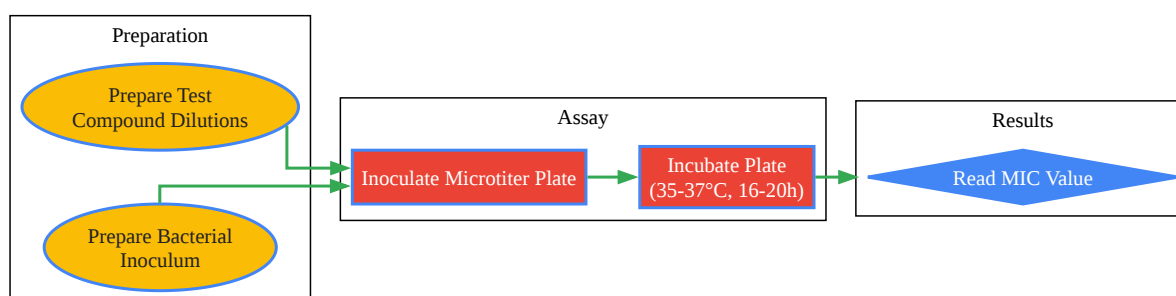 Preparation
Prepare Test
Compound Dilutions
Prepare Bacterial
Inoculum
Assay
Inoculate Microtiter Plate
Incubate Plate
(35-37°C, 16-20h)
Results
Read MIC Value